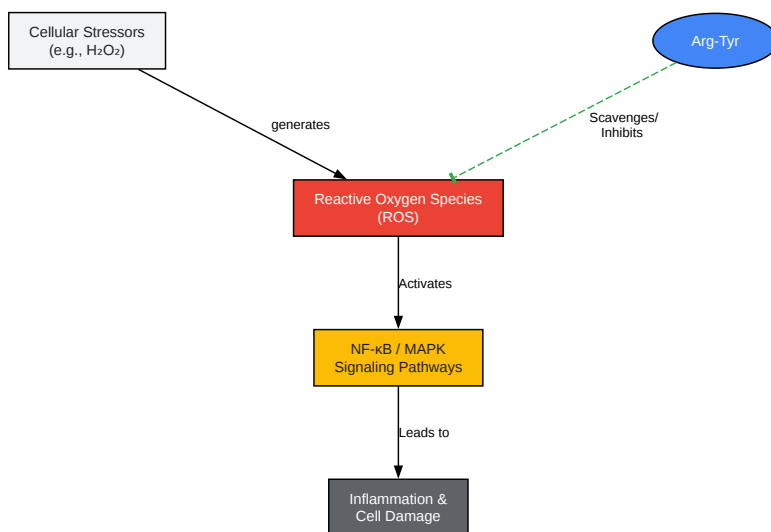 Cellular Stressors
(e.g., H₂O₂)
Arg-Tyr
generates
Scavenges/
Inhibits
Reactive Oxygen Species
(ROS)
Activates
NF-κB / MAPK
Signaling Pathways
Leads to
Inflammation &
Cell Damage